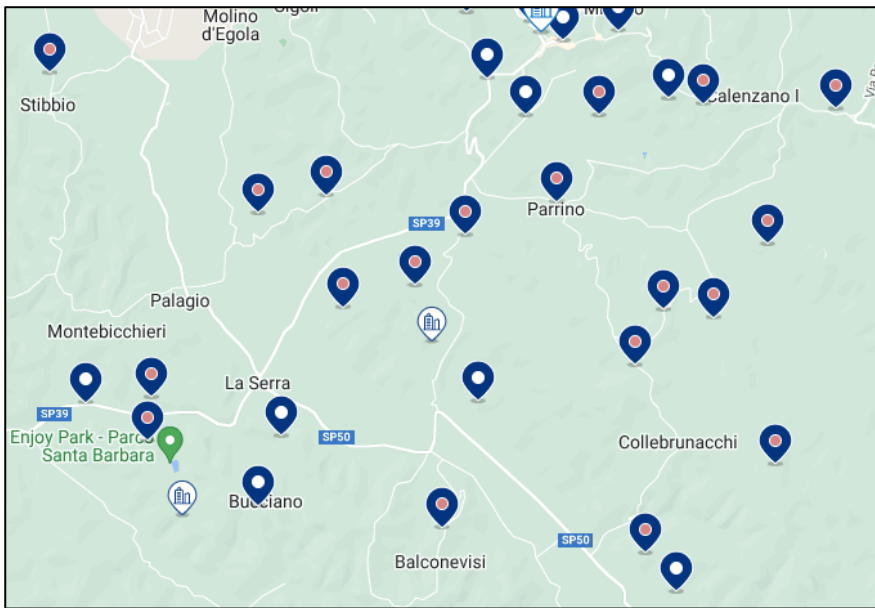 Molino
d'Egola
Stibbio
Calenzano I
Via
Parrino
SP39
Palagio
Montebicchieri
La Serra
SP39
SP50
Enjoy Park - Parco
Santa Barbara
Collebrunacchi
Bucciano
SP50
Balconevisi